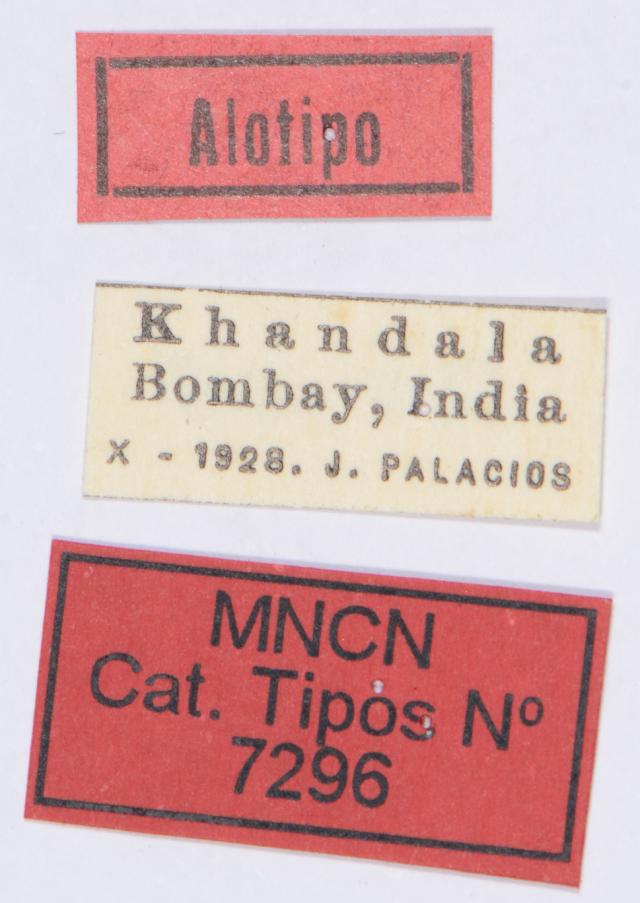 Alotipo
Khandala
Bombay, India
X - 1928. J. PALACIOS
MNCN
Cat. Tipos Nº
7296